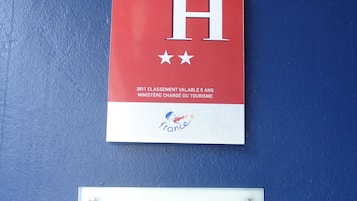 H
2011 CLASSEMENT VALABLE 5 ANS
MINISTÈRE CHARGÉ DU TOURISME
france